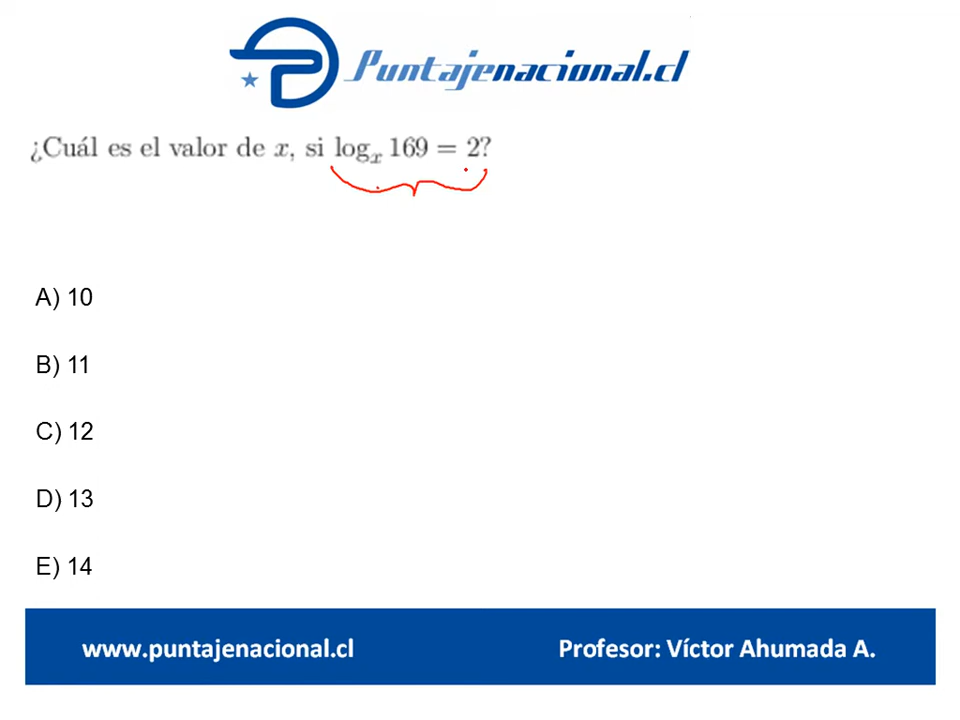 Puntajenacional.cl
¿Cuál es el valor de x, si logₓ 169 = 2?
A) 10
B) 11
C) 12
D) 13
E) 14
www.puntajenacional.cl Profesor: Víctor Ahumada A.